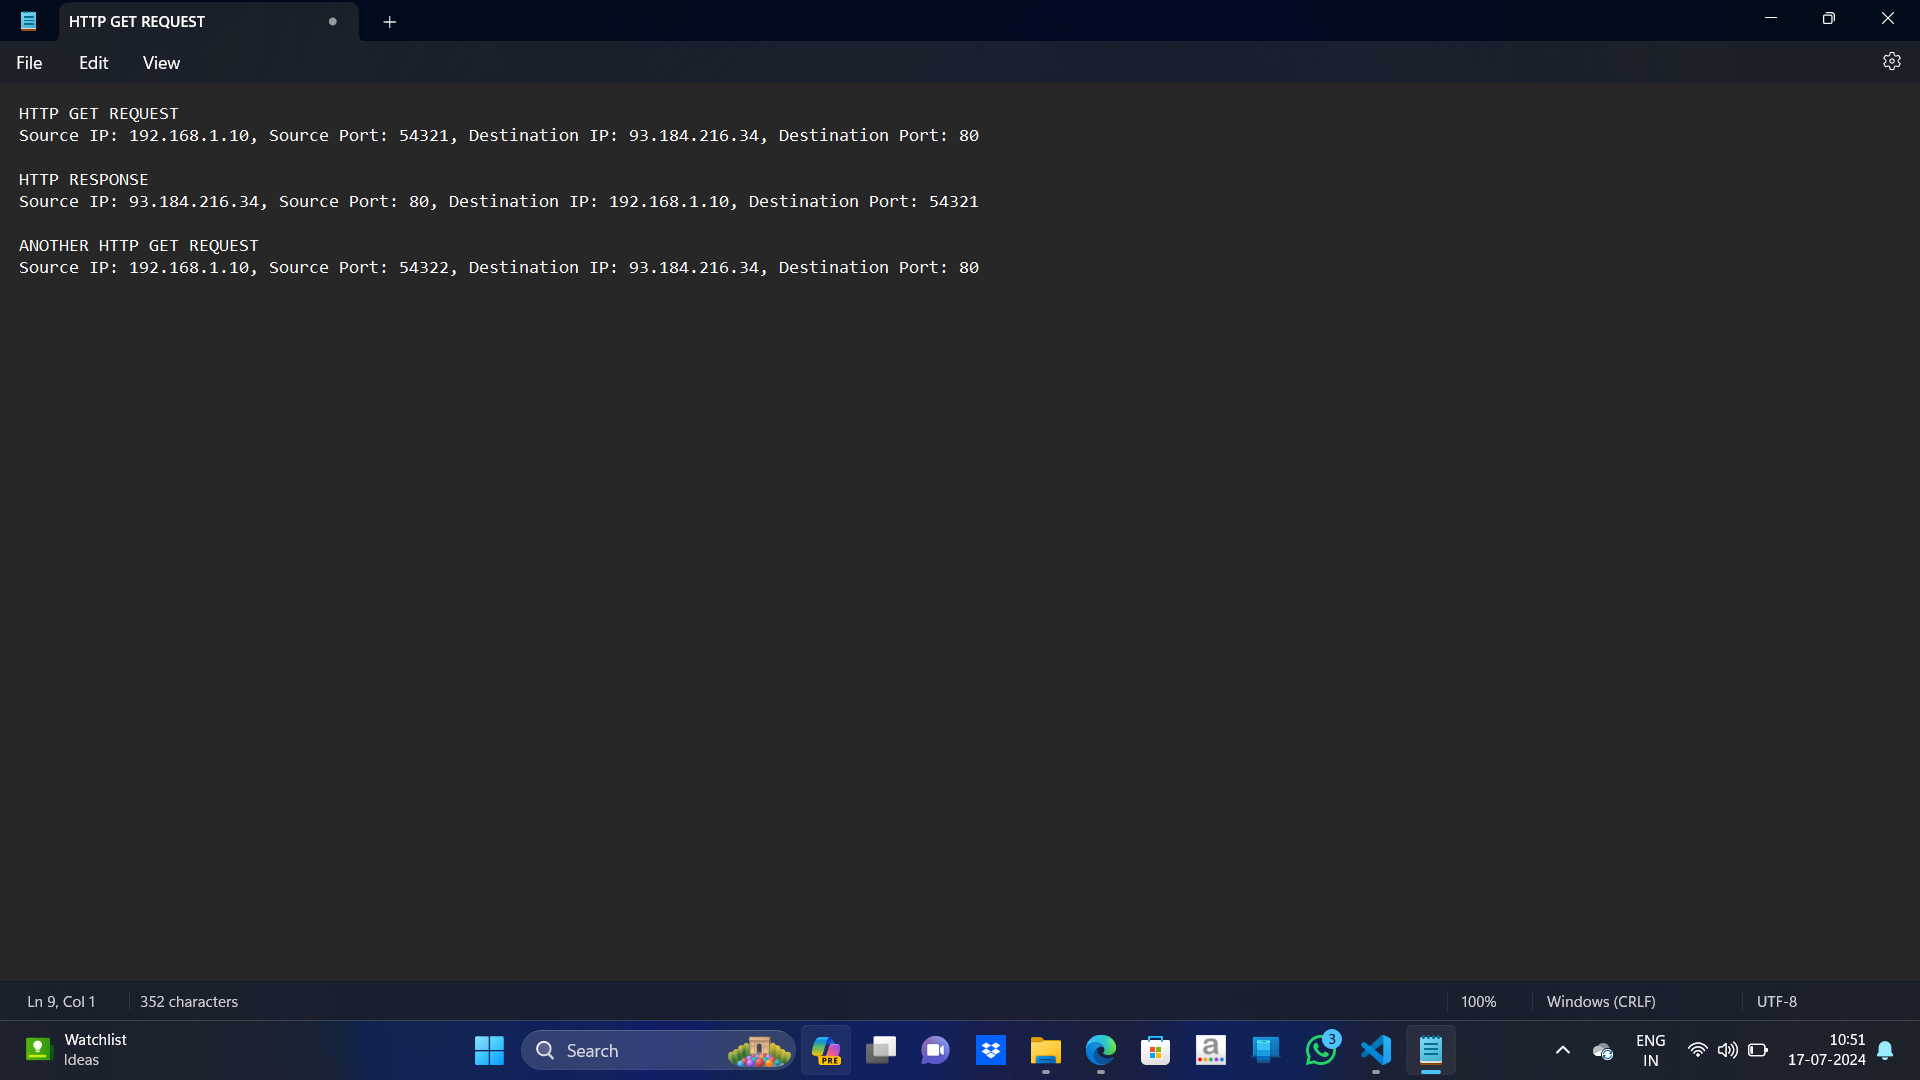 HTTP GET REQUEST
File Edit View
HTTP GET REQUEST
Source IP: 192.168.1.10, Source Port: 54321, Destination IP: 93.184.216.34, Destination Port: 80
HTTP RESPONSE
Source IP: 93.184.216.34, Source Port: 80, Destination IP: 192.168.1.10, Destination Port: 54321
ANOTHER HTTP GET REQUEST
Source IP: 192.168.1.10, Source Port: 54322, Destination IP: 93.184.216.34, Destination Port: 80
Ln 9, Col 1 352 characters 100% Windows (CRLF) UTF-8
Watchlist
Ideas
Search
PRE
a
3
ENG
IN
10:51
17-07-2024